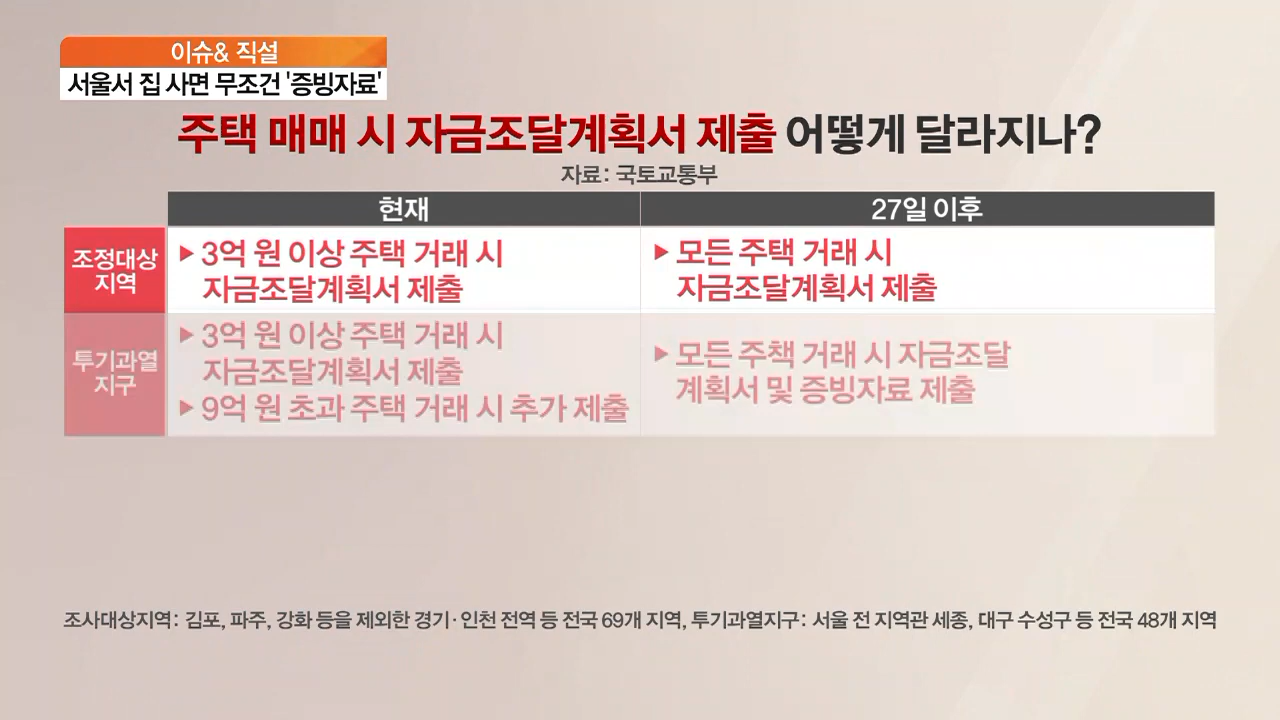 이슈& 직설
서울서 집 사면 무조건 '증빙자료'
주택 매매 시 자금조달계획서 제출 어떻게 달라지나?
자료: 국토교통부
현재
27일 이후
조정대상
지역
▶ 3억 원 이상 주택 거래 시
자금조달계획서 제출
▶ 모든 주택 거래 시
자금조달계획서 제출
투기과열
지구
▶ 3억 원 이상 주택 거래 시
자금조달계획서 제출
▶ 9억 원 초과 주택 거래 시 추가 제출
▶ 모든 주책 거래 시 자금조달
계획서 및 증빙자료 제출
조사대상지역: 김포, 파주, 강화 등을 제외한 경기·인천 전역 등 전국 69개 지역, 투기과열지구: 서울 전 지역관 세종, 대구 수성구 등 전국 48개 지역